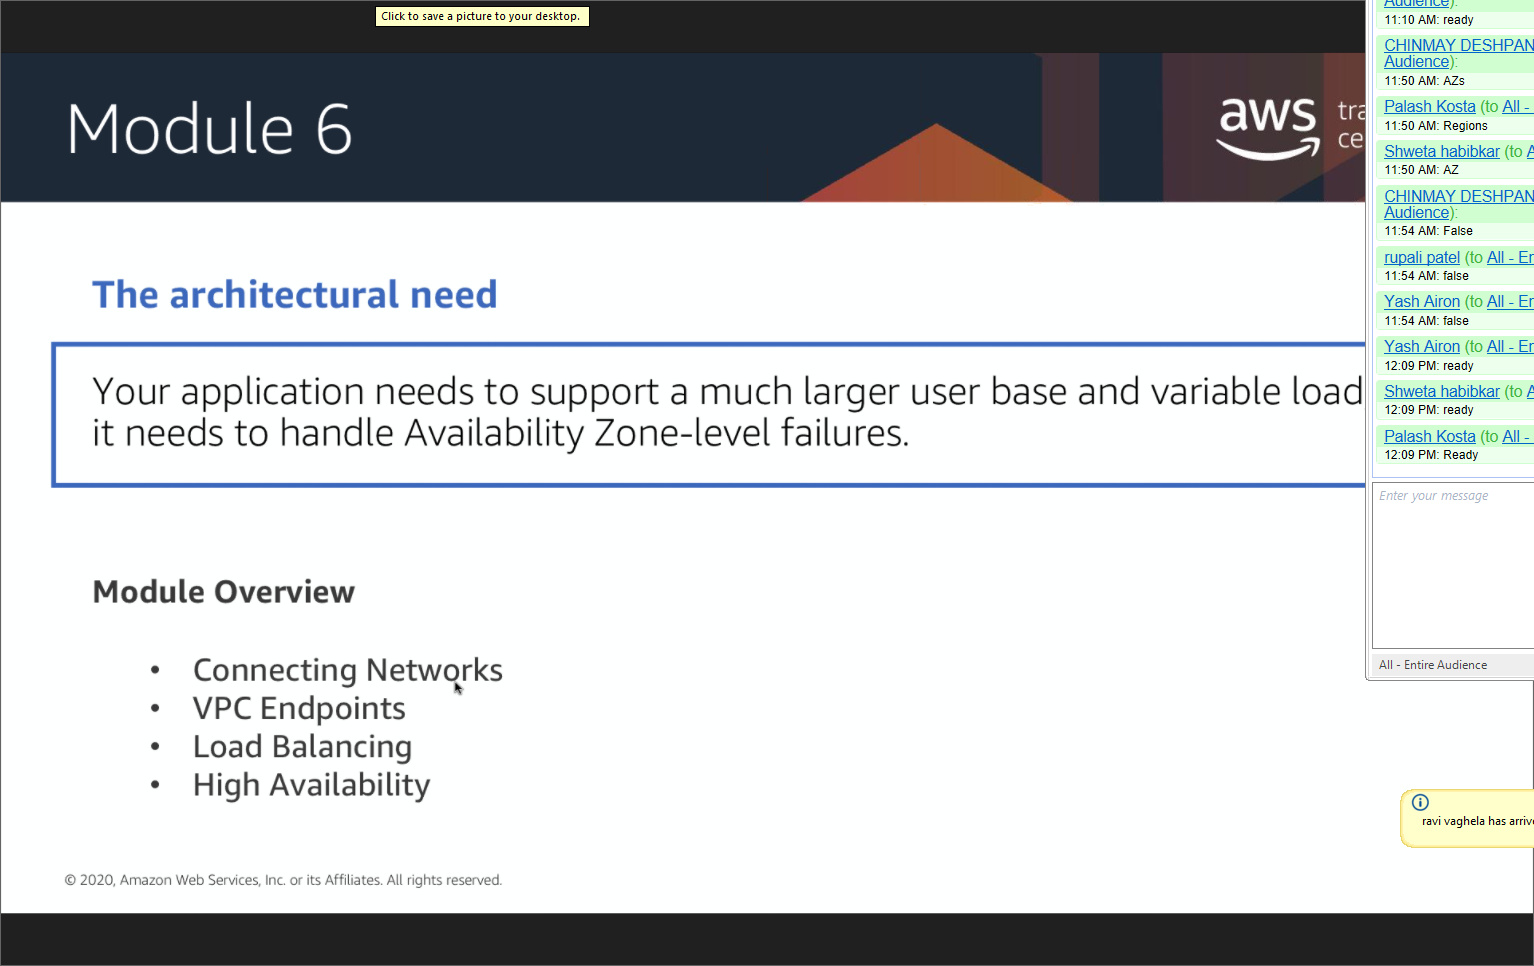 Click to save a picture to your desktop.
Module 6
aws
tra
ce
The architectural need
Your application needs to support a much larger user base and variable load
it needs to handle Availability Zone-level failures.
Module Overview
• Connecting Networks
• VPC Endpoints
• Load Balancing
• High Availability
© 2020, Amazon Web Services, Inc. or its Affiliates. All rights reserved.
Audience):
11:10 AM: ready
CHINMAY DESHPAN
Audience):
11:50 AM: AZs
Palash Kosta (to All -
11:50 AM: Regions
Shweta habibkar (to A
11:50 AM: AZ
CHINMAY DESHPAN
Audience):
11:54 AM: False
rupali patel (to All - En
11:54 AM: false
Yash Airon (to All - En
11:54 AM: false
Yash Airon (to All - En
12:09 PM: ready
Shweta habibkar (to A
12:09 PM: ready
Palash Kosta (to All -
12:09 PM: Ready
Enter your message
All - Entire Audience
ravi vaghela has arrive